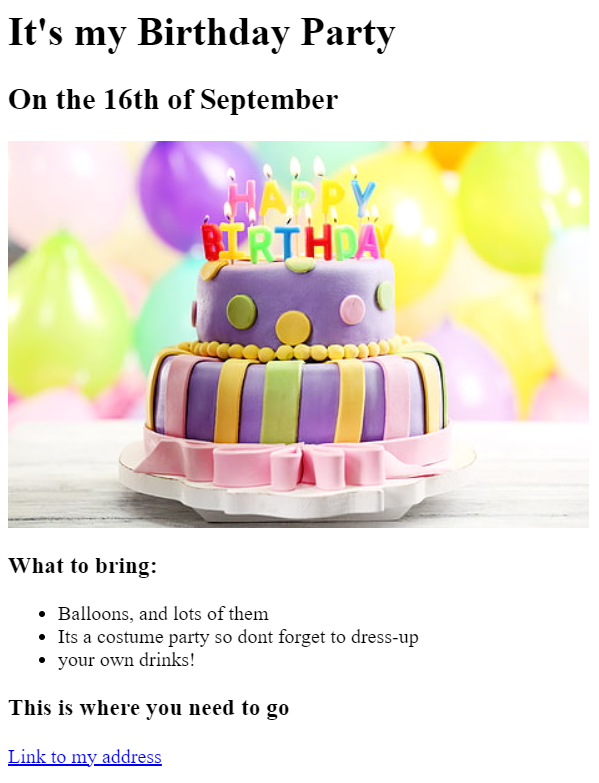 It's my Birthday Party
On the 16th of September
HAPPY
BIRTHDAY
What to bring:
Balloons, and lots of them
Its a costume party so dont forget to dress-up
your own drinks!
This is where you need to go
Link to my address